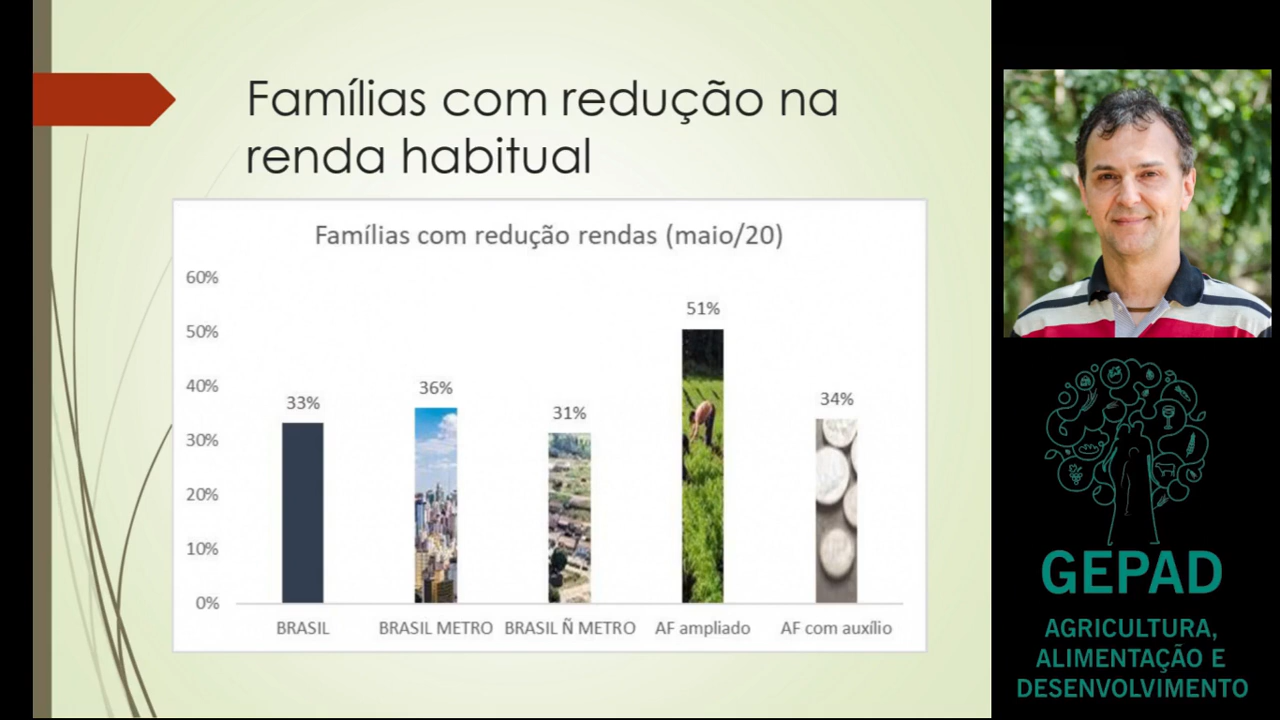 Famílias com redução na
renda habitual
Famílias com redução rendas (maio/20)
60%
50%
40%
30%
20%
10%
0%
33%
36%
31%
51%
34%
BRASIL
BRASIL METRO
BRASIL Ñ METRO
AF ampliado
AF com auxílio
GEPAD
AGRICULTURA,
ALIMENTAÇÃO E
DESENVOLVIMENTO